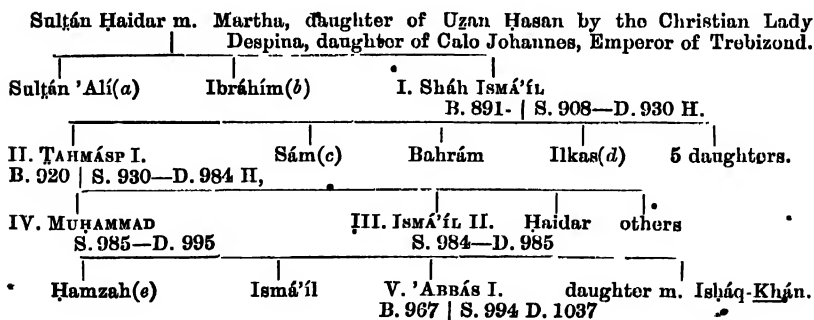 Sulṭán Ḥaidar m. Martha, daughter of Uzan Ḥasan by the Christian Lady
Despina, daughter of Calo Johannes, Emperor of Trebizond.
Sulṭán 'Alí(a) Ibráhím(b) I. Sháh Ismá'íl
B. 891- | S. 908—D. 930 H.
II. Ṭahmásp I. Sám(c) Bahrám Ilkas(d) 5 daughters.
B. 920 | S. 930—D. 984 H,
IV. Muḥammad III. Ismá'íl II. Ḥaidar others
S. 985—D. 995 S. 984—D. 985
Ḥamzah(e) Ismá'íl V. 'Abbás I. daughter m. Isḥáq-Khán.
B. 967 | S. 994 D. 1037